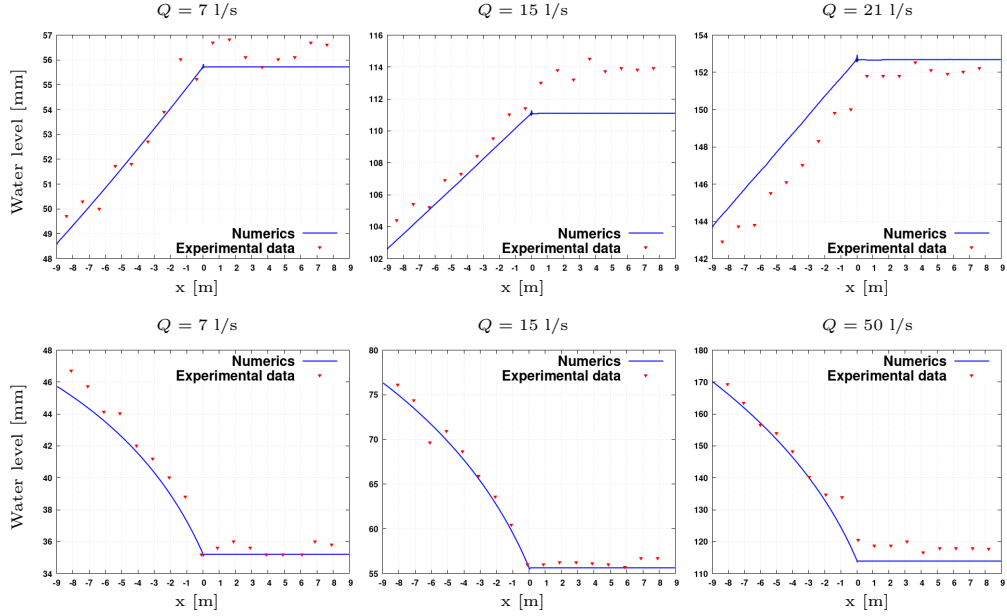 Q = 7 l/s
Q = 15 l/s
Q = 21 l/s
Water level [mm]
57
56
55
54
53
52
51
50
49
48
Numerics
Experimental data
-9 -8 -7 -6 -5 -4 -3 -2 -1 0 1 2 3 4 5 6 7 8 9
x [m]
116
114
112
110
108
106
104
102
Numerics
Experimental data
-9 -8 -7 -6 -5 -4 -3 -2 -1 0 1 2 3 4 5 6 7 8 9
x [m]
154
152
150
148
146
144
142
Numerics
Experimental data
-9 -8 -7 -6 -5 -4 -3 -2 -1 0 1 2 3 4 5 6 7 8 9
x [m]
Q = 7 l/s
Q = 15 l/s
Q = 50 l/s
Water level [mm]
48
46
44
42
40
38
36
34
Numerics
Experimental data
-9 -8 -7 -6 -5 -4 -3 -2 -1 0 1 2 3 4 5 6 7 8 9
x [m]
80
75
70
65
60
55
Numerics
Experimental data
-9 -8 -7 -6 -5 -4 -3 -2 -1 0 1 2 3 4 5 6 7 8 9
x [m]
180
170
160
150
140
130
120
110
Numerics
Experimental data
-9 -8 -7 -6 -5 -4 -3 -2 -1 0 1 2 3 4 5 6 7 8 9
x [m]